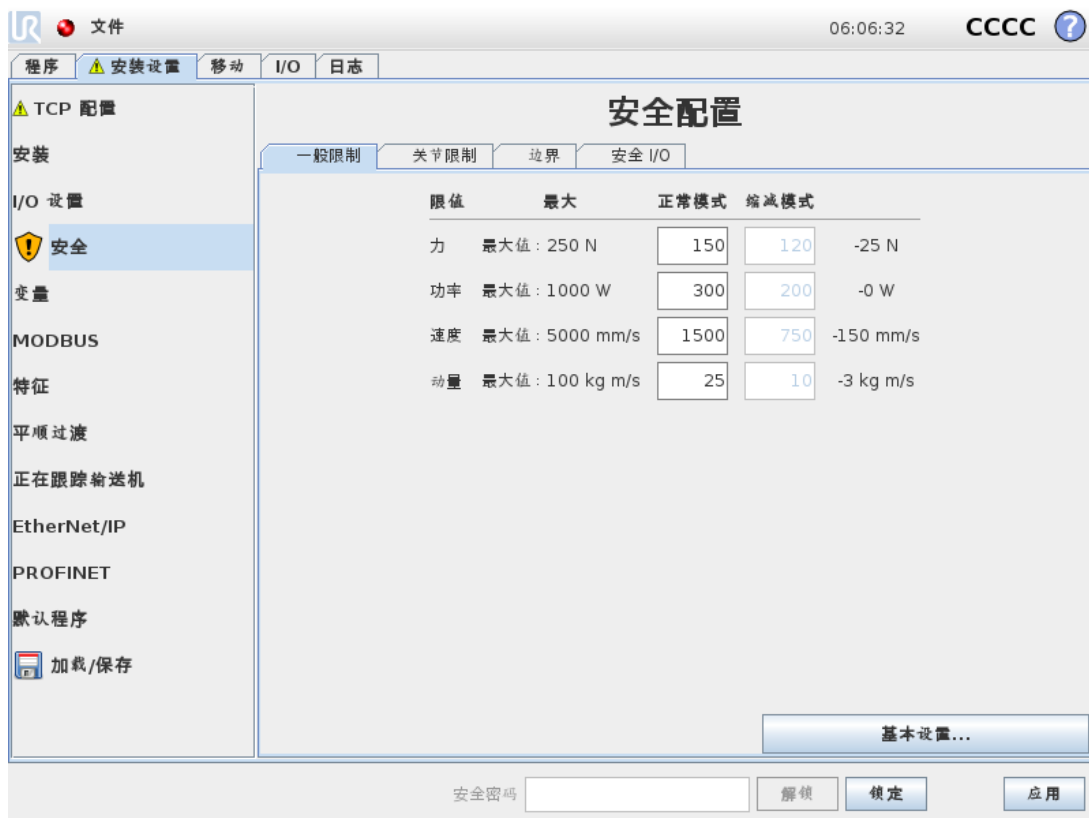 UR 文件 06:06:32 CCCC ?
程序 安装设置 移动 I/O 日志
TCP 配置
安装
I/O 设置
安全
变量
MODBUS
特征
平顺过渡
正在跟踪输送机
EtherNet/IP
PROFINET
默认程序
加载/保存
安全配置
一般限制 关节限制 边界 安全 I/O
限值 最大 正常模式 缩减模式
力 最大值：250 N 150 120 -25 N
功率 最大值：1000 W 300 200 -0 W
速度 最大值：5000 mm/s 1500 750 -150 mm/s
动量 最大值：100 kg m/s 25 10 -3 kg m/s
基本设置...
安全密码 解锁 锁定 应用